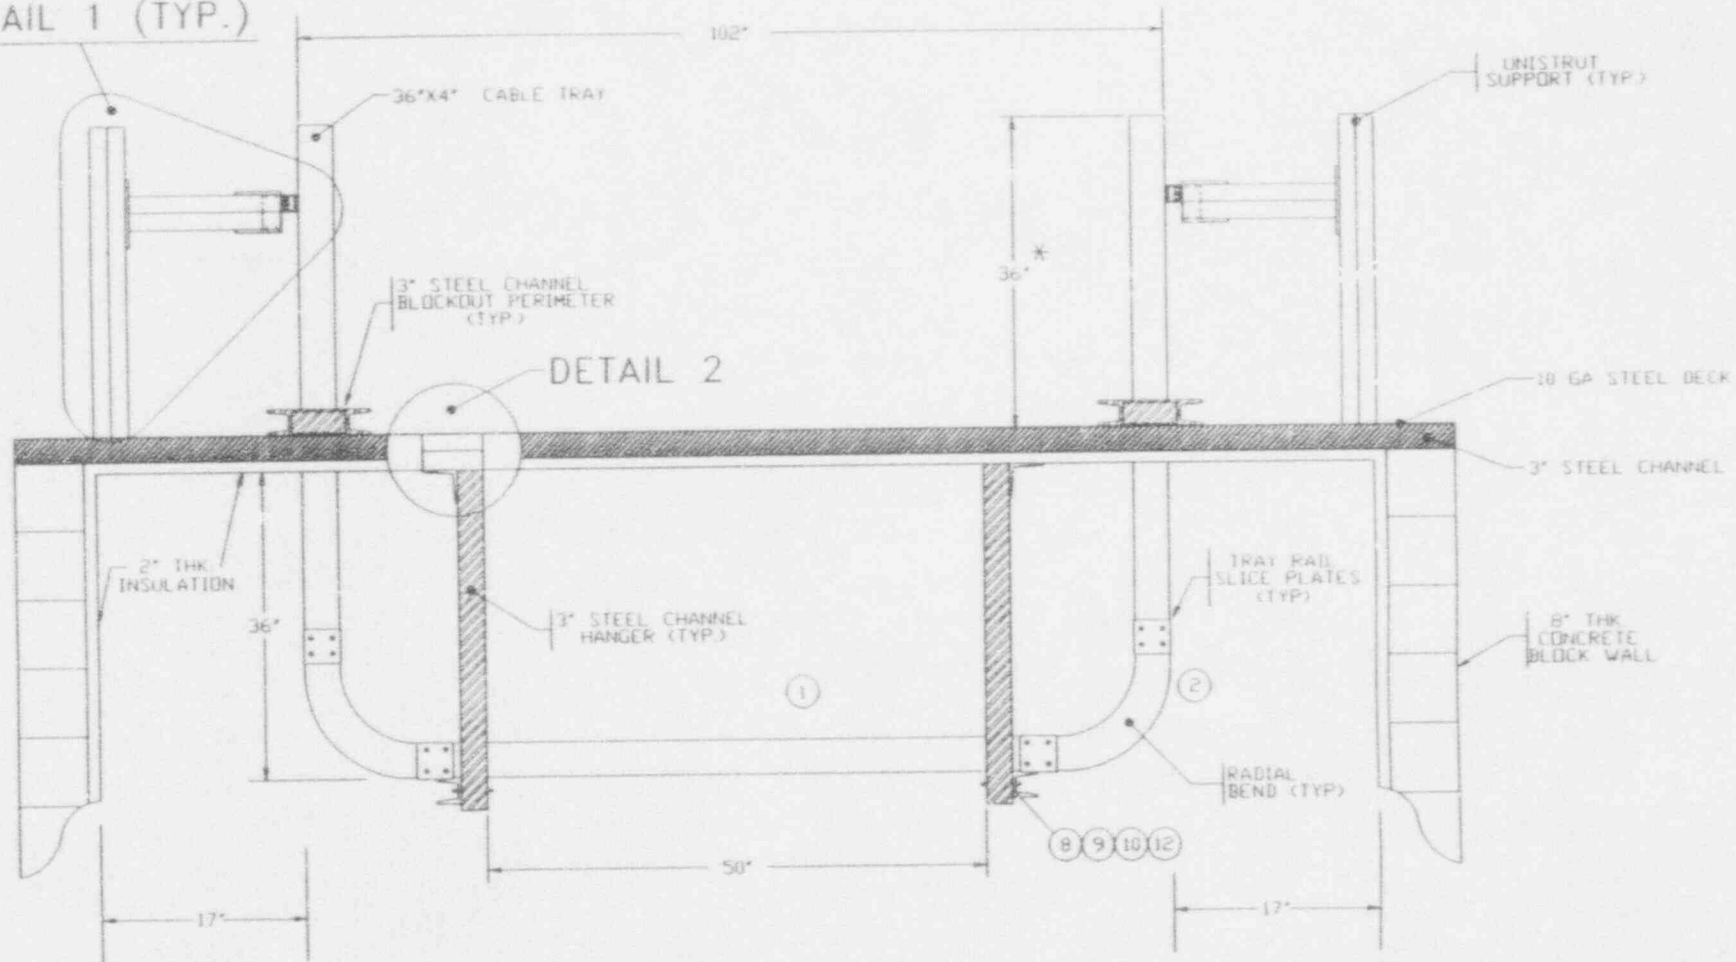 AIL 1 (TYP.)
102"
UNISTRUT
SUPPORT (TYP.)
36"X4" CABLE TRAY
36" *
3" STEEL CHANNEL
BLOCKOUT PERIMETER
(TYP.)
DETAIL 2
10 GA STEEL DECK
3" STEEL CHANNEL
2" THK.
INSULATION
36"
3" STEEL CHANNEL
HANGER (TYP.)
TRAY RAIL
SLICE PLATES
(TYP)
8" THK
CONCRETE
BLOCK WALL
1
2
RADIAL
BEND (TYP)
8 9 10 12
50"
17"
17"